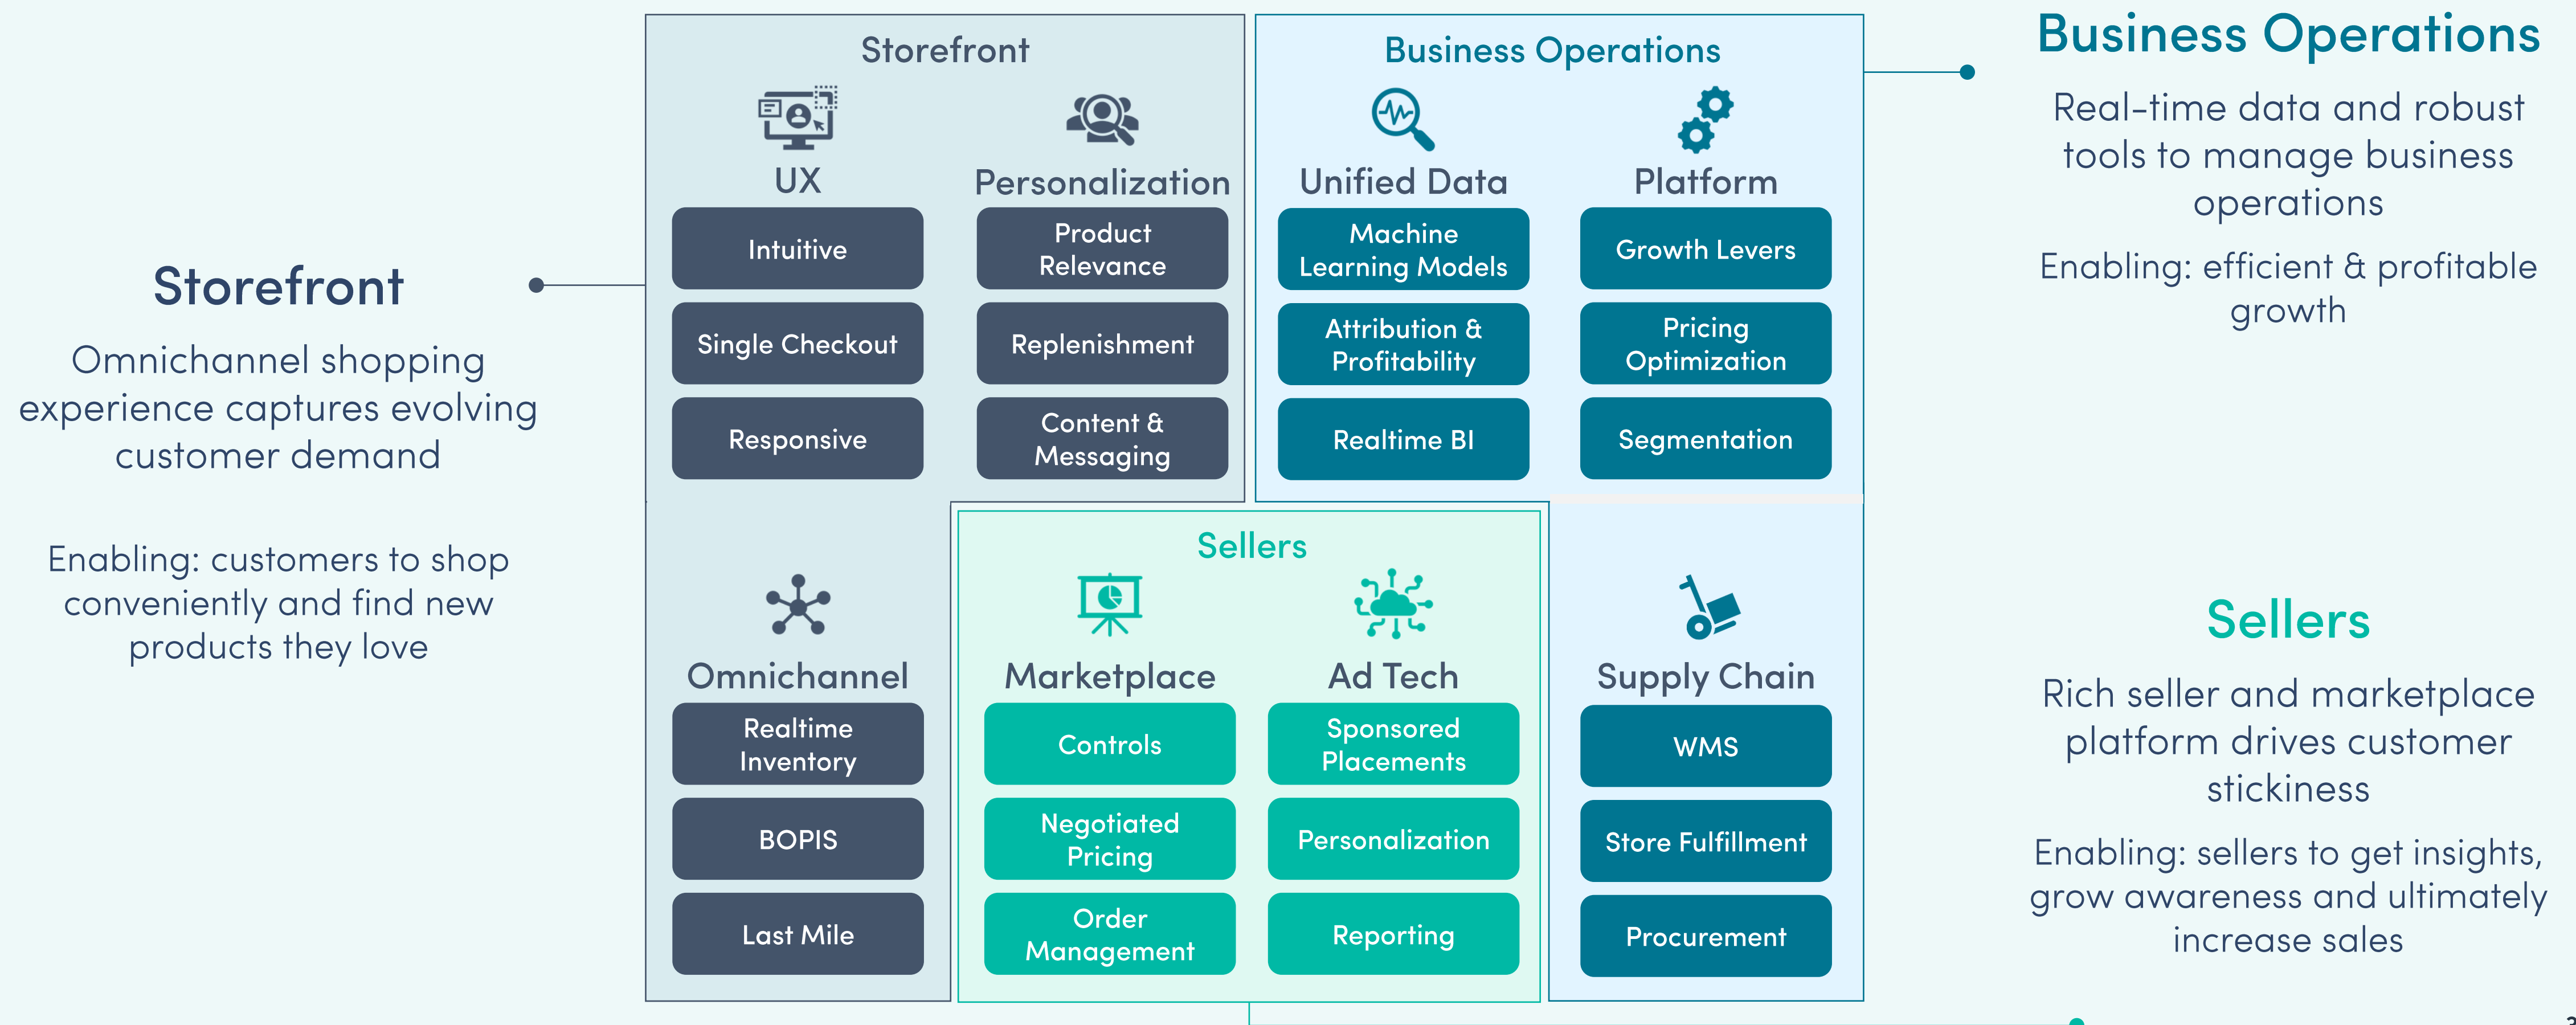 Storefront
Omnichannel shopping
experience captures evolving
customer demand
Enabling: customers to shop
conveniently and find new
products they love
Storefront
UX
Intuitive
Single Checkout
Responsive
Personalization
Product
Relevance
Replenishment
Content &
Messaging
Omnichannel
Realtime
Inventory
BOPIS
Last Mile
Business Operations
Unified Data
Machine
Learning Models
Attribution &
Profitability
Realtime BI
Platform
Growth Levers
Pricing
Optimization
Segmentation
Supply Chain
WMS
Store Fulfillment
Procurement
Sellers
Marketplace
Controls
Negotiated
Pricing
Order
Management
Ad Tech
Sponsored
Placements
Personalization
Reporting
Business Operations
Real-time data and robust
tools to manage business
operations
Enabling: efficient & profitable
growth
Sellers
Rich seller and marketplace
platform drives customer
stickiness
Enabling: sellers to get insights,
grow awareness and ultimately
increase sales